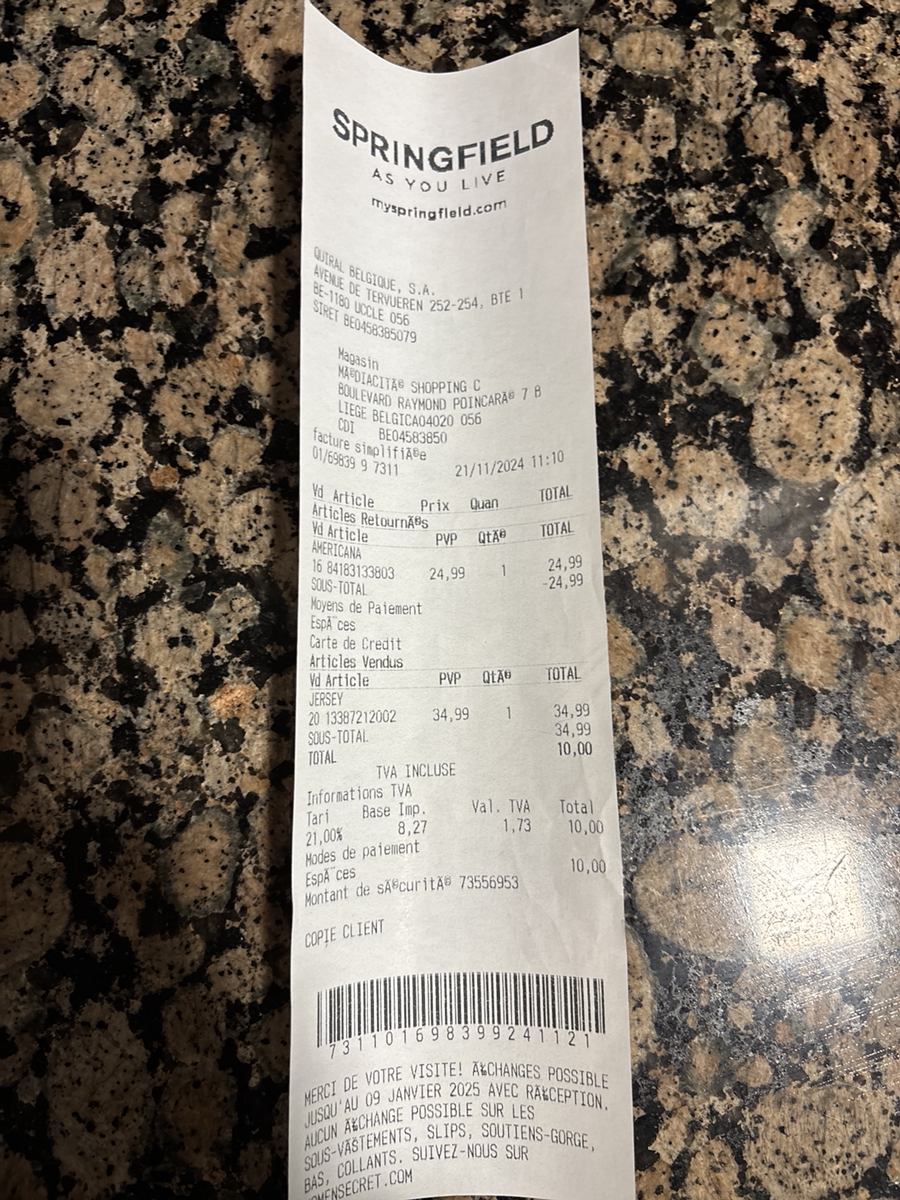 SPRINGFIELD
AS YOU LIVE
myspringfield.com
QUIRAL BELGIQUE, S.A.
AVENUE DE TERVUEREN 252-254, BTE 1
BE-1180 UCCLE 056
SIRET BE0458385079
Magasin
MÃ©DIACITÃ© SHOPPING C
BOULEVARD RAYMOND POINCARÃ© 7 B
LIEGE BELGICA04020 056
CDI BE04583850
facture simplifiÃ©e
01/69839 9 7311 21/11/2024 11:10
Vd Article Prix Quan TOTAL
Articles RetournÃ©s
Vd Article PVP QtÃ© TOTAL
AMERICANA
16 84183133803 24,99 1 24,99
SOUS-TOTAL -24,99
Moyens de Paiement
EspÃ¨ces
Carte de Credit
Articles Vendus
Vd Article PVP QtÃ© TOTAL
JERSEY
20 13387212002 34,99 1 34,99
SOUS-TOTAL 34,99
TOTAL 10,00
TVA INCLUSE
Informations TVA
Tari Base Imp. Val. TVA Total
21,00% 8,27 1,73 10,00
Modes de paiement
EspÃ¨ces 10,00
Montant de sÃ©curitÃ© 73556953
COPIE CLIENT
7311016983992411​21
MERCI DE VOTRE VISITE! Ã‰CHANGES POSSIBLE
JUSQU'AU 09 JANVIER 2025 AVEC RÃ‰CEPTION.
AUCUN Ã‰CHANGE POSSIBLE SUR LES
SOUS-VÃŠTEMENTS, SLIPS, SOUTIENS-GORGE,
BAS, COLLANTS. SUIVEZ-NOUS SUR
OMENSECRET.COM